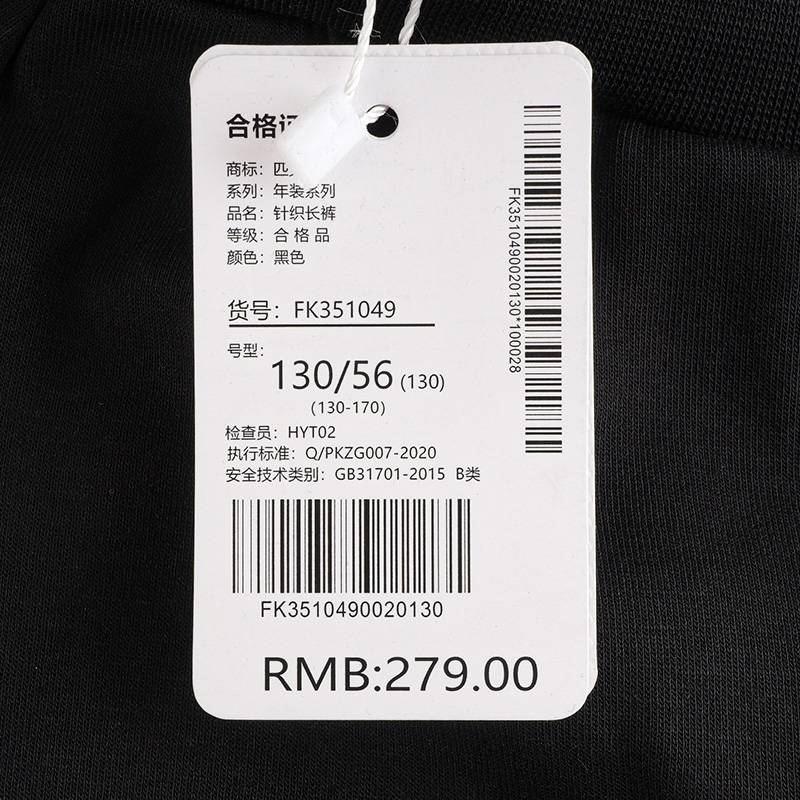 合格
商标：匹
系列：年装系列
品名：针织长裤
等级：合格品
颜色：黑色
货号：FK351049
号型：
130/56 (130)
(130-170)
检查员：HYT02
执行标准：Q/PKZG007-2020
安全技术类别：GB31701-2015 B类
FK3510490020130
RMB:279.00
FK3510490020130*100028